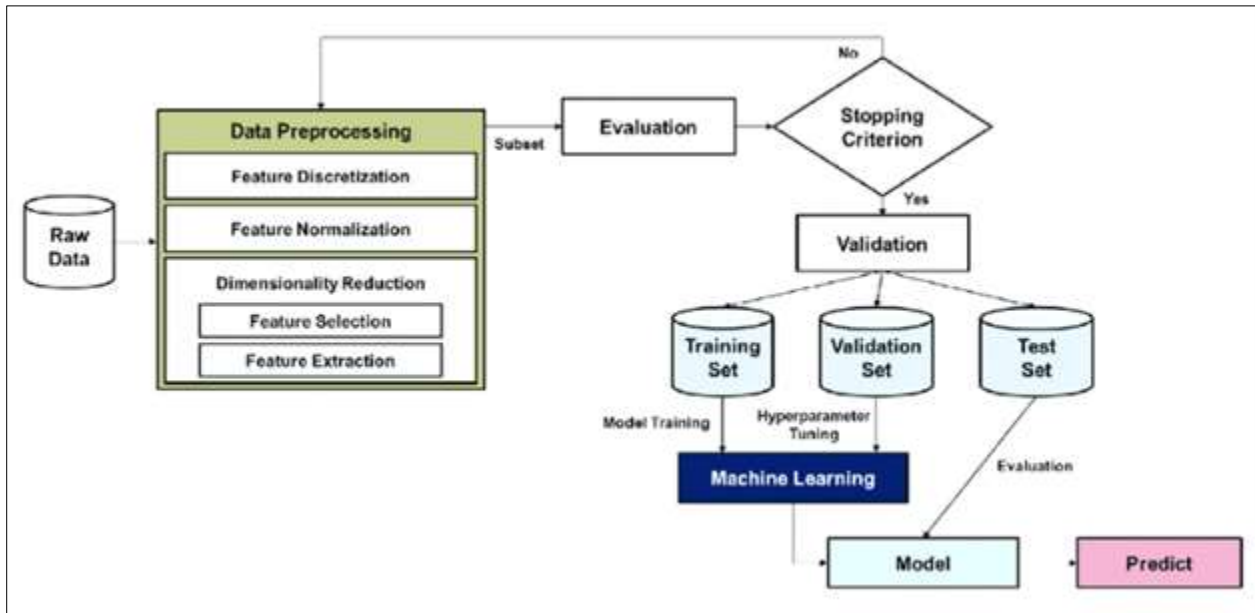 No
Data Preprocessing
Subset
Evaluation
Stopping
Criterion
Feature Discretization
Yes
Feature Normalization
Raw
Data
Validation
Dimensionality Reduction
Feature Selection
Feature Extraction
Training
Set
Validation
Set
Test
Set
Model Training
Hyperparameter
Tuning
Evaluation
Machine Learning
Model
Predict